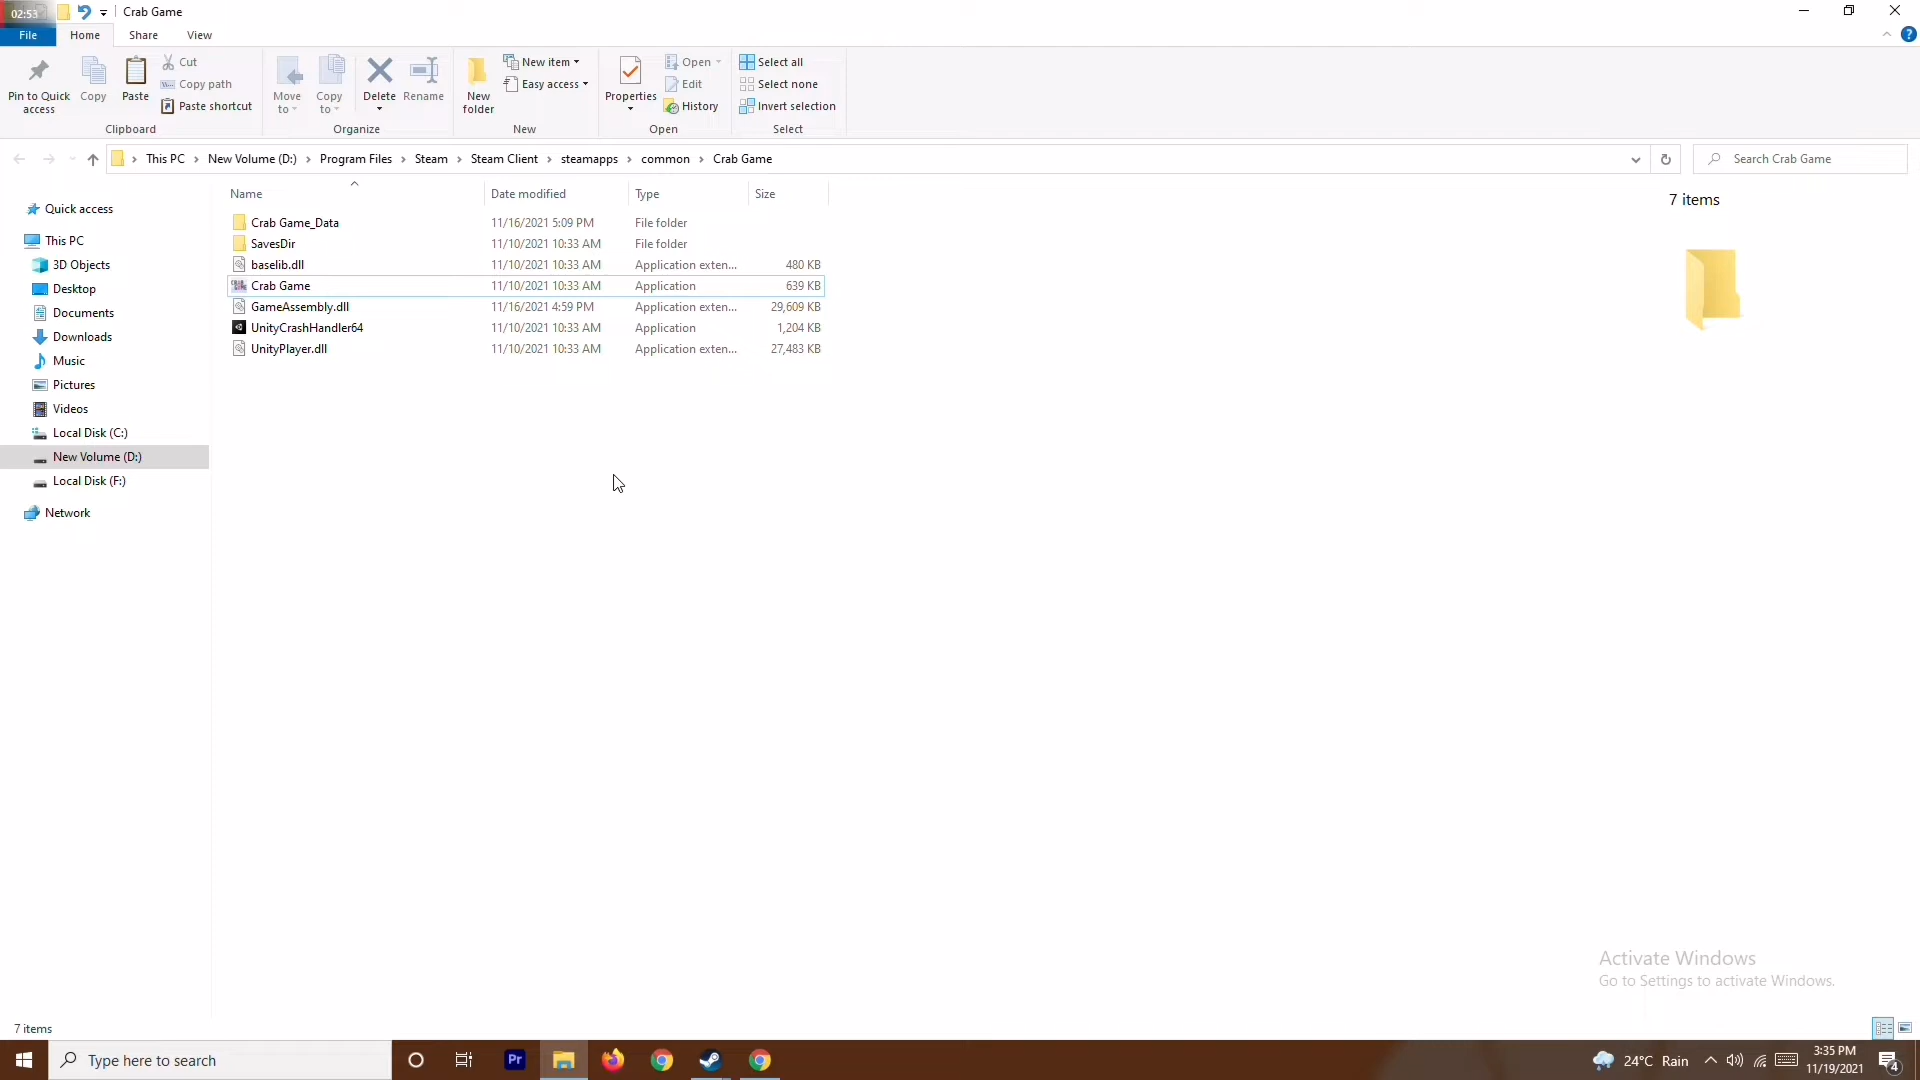 02:53
Crab Game
File Home Share View
Pin to Quick access
Copy
Paste
Cut
Copy path
Paste shortcut
Clipboard
Move to
Copy to
Delete
Rename
Organize
New folder
New item
Easy access
New
Properties
Open
Edit
History
Open
Select all
Select none
Invert selection
Select
This PC > New Volume (D:) > Program Files > Steam > Steam Client > steamapps > common > Crab Game
Search Crab Game
Name Date modified Type Size
Crab Game_Data 11/16/2021 5:09 PM File folder
SavesDir 11/10/2021 10:33 AM File folder
baselib.dll 11/10/2021 10:33 AM Application exten... 480 KB
Crab Game 11/10/2021 10:33 AM Application 639 KB
GameAssembly.dll 11/16/2021 4:59 PM Application exten... 29,609 KB
UnityCrashHandler64 11/10/2021 10:33 AM Application 1,204 KB
UnityPlayer.dll 11/10/2021 10:33 AM Application exten... 27,483 KB
7 items
Quick access
This PC
3D Objects
Desktop
Documents
Downloads
Music
Pictures
Videos
Local Disk (C:)
New Volume (D:)
Local Disk (F:)
Network
Activate Windows
Go to Settings to activate Windows.
7 items
Type here to search
Pr
24°C Rain
3:35 PM
11/19/2021
4